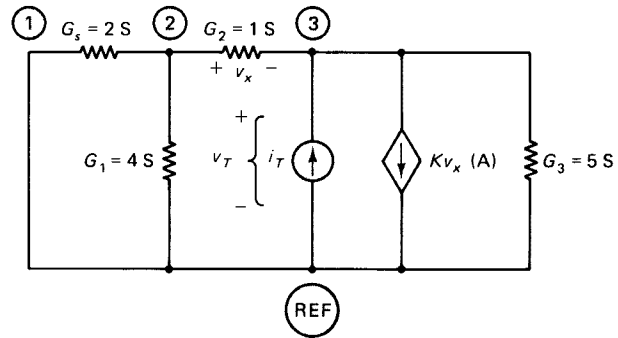 1 G_s = 2 S 2 G_2 = 1 S 3
+ v_x −
G_1 = 4 S + v_T − i_T Kv_x (A) G_3 = 5 S
REF